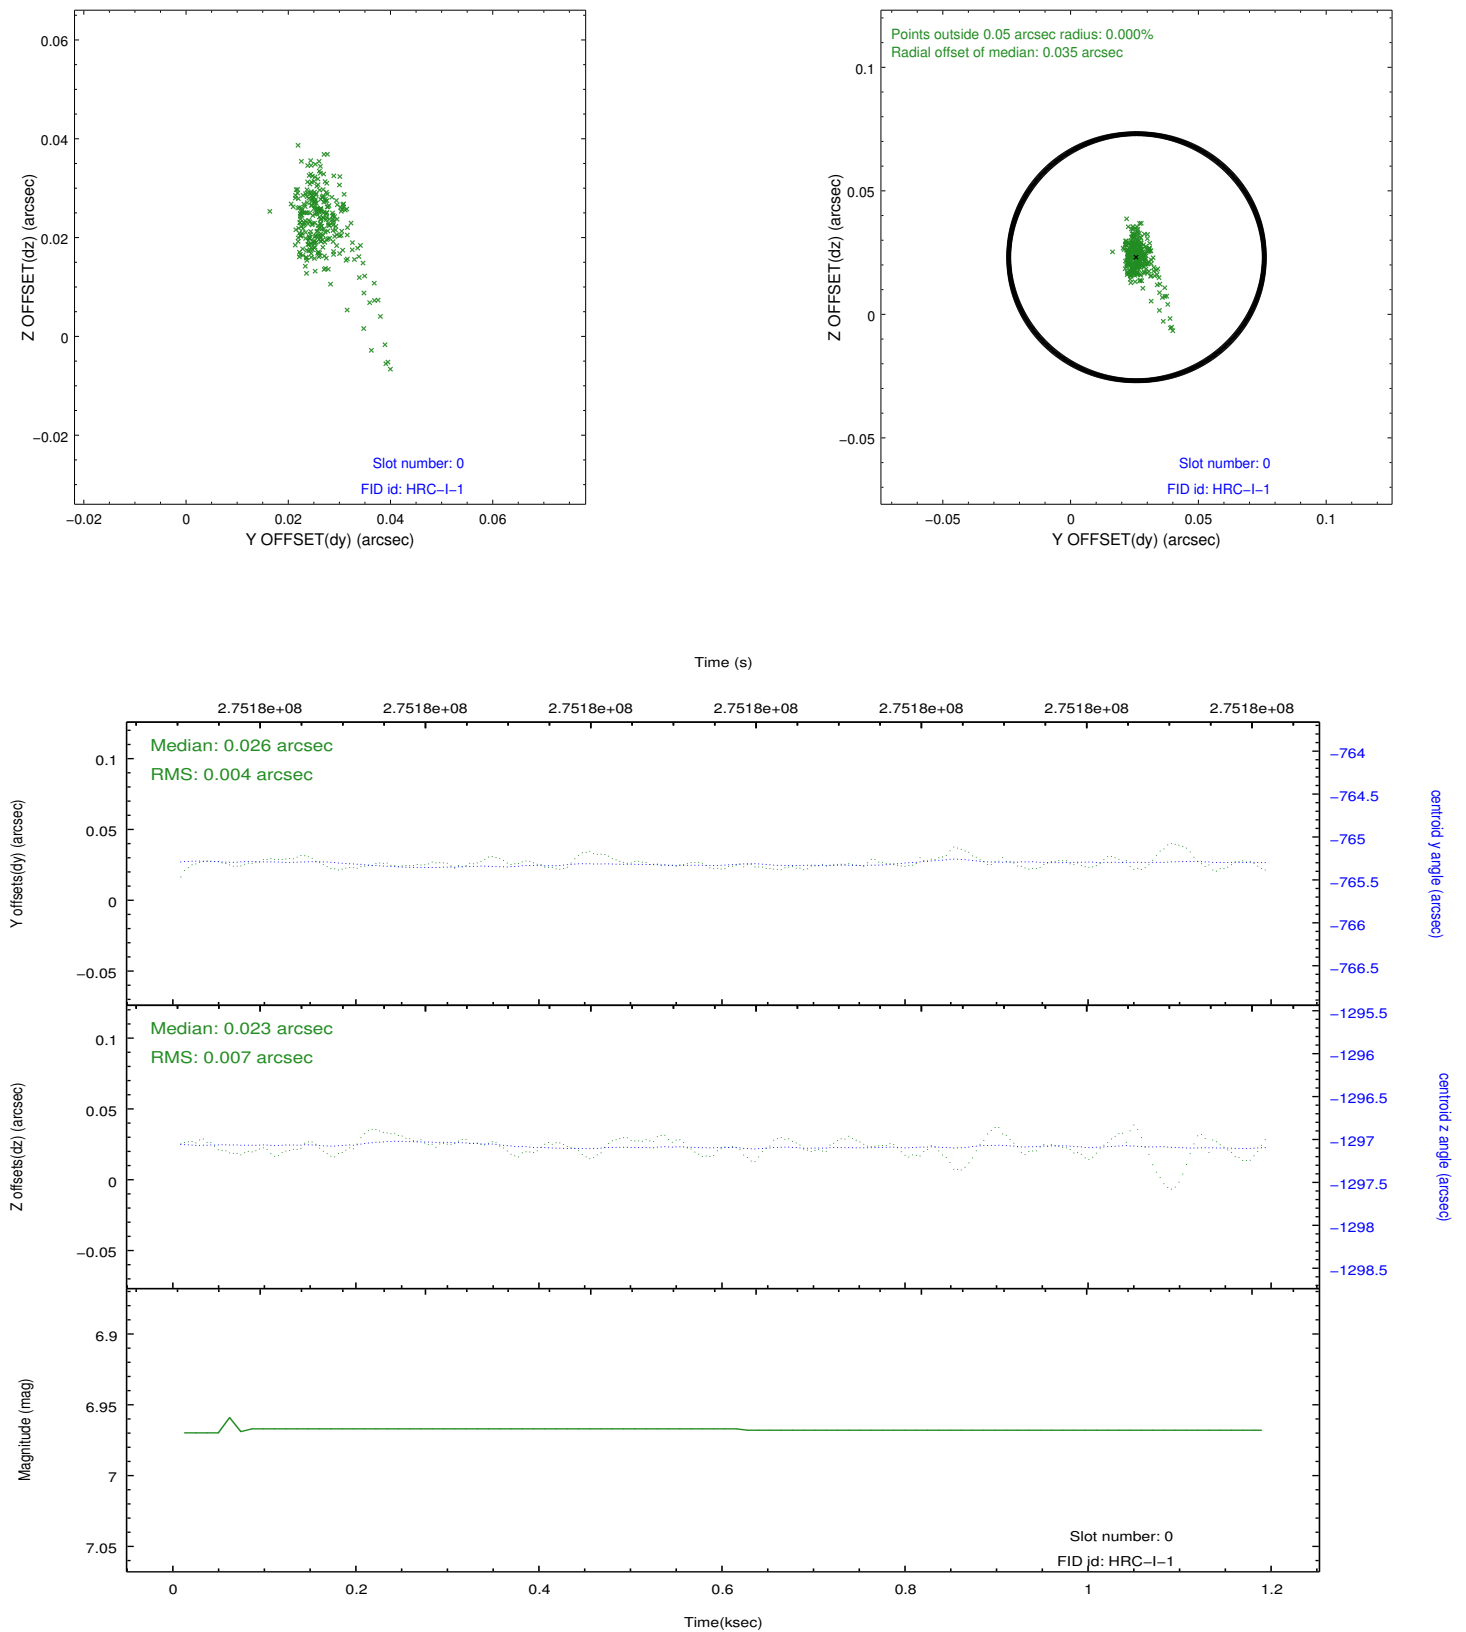 0.06
0.04
0.02
0
−0.02
Z OFFSET(dz) (arcsec)
−0.02 0 0.02 0.04 0.06
Y OFFSET(dy) (arcsec)
Slot number: 0
FID id: HRC−I−1
Points outside 0.05 arcsec radius: 0.000%
Radial offset of median: 0.035 arcsec
0.1
0.05
0
−0.05
Z OFFSET(dz) (arcsec)
Slot number: 0
FID id: HRC−I−1
−0.05 0 0.05 0.1
Y OFFSET(dy) (arcsec)
Time (s)
2.7518e+08 2.7518e+08 2.7518e+08 2.7518e+08 2.7518e+08 2.7518e+08 2.7518e+08
Median: 0.026 arcsec
RMS: 0.004 arcsec
0.1
0.05
0
−0.05
Y offsets(dy) (arcsec)
−764
−764.5
−765
−765.5
−766
−766.5
centroid y angle (arcsec)
Median: 0.023 arcsec
RMS: 0.007 arcsec
0.1
0.05
0
−0.05
Z offsets(dz) (arcsec)
−1295.5
−1296
−1296.5
−1297
−1297.5
−1298
−1298.5
centroid z angle (arcsec)
6.9
6.95
7
7.05
Magnitude (mag)
Slot number: 0
FID id: HRC−I−1
0 0.2 0.4 0.6 0.8 1 1.2
Time(ksec)